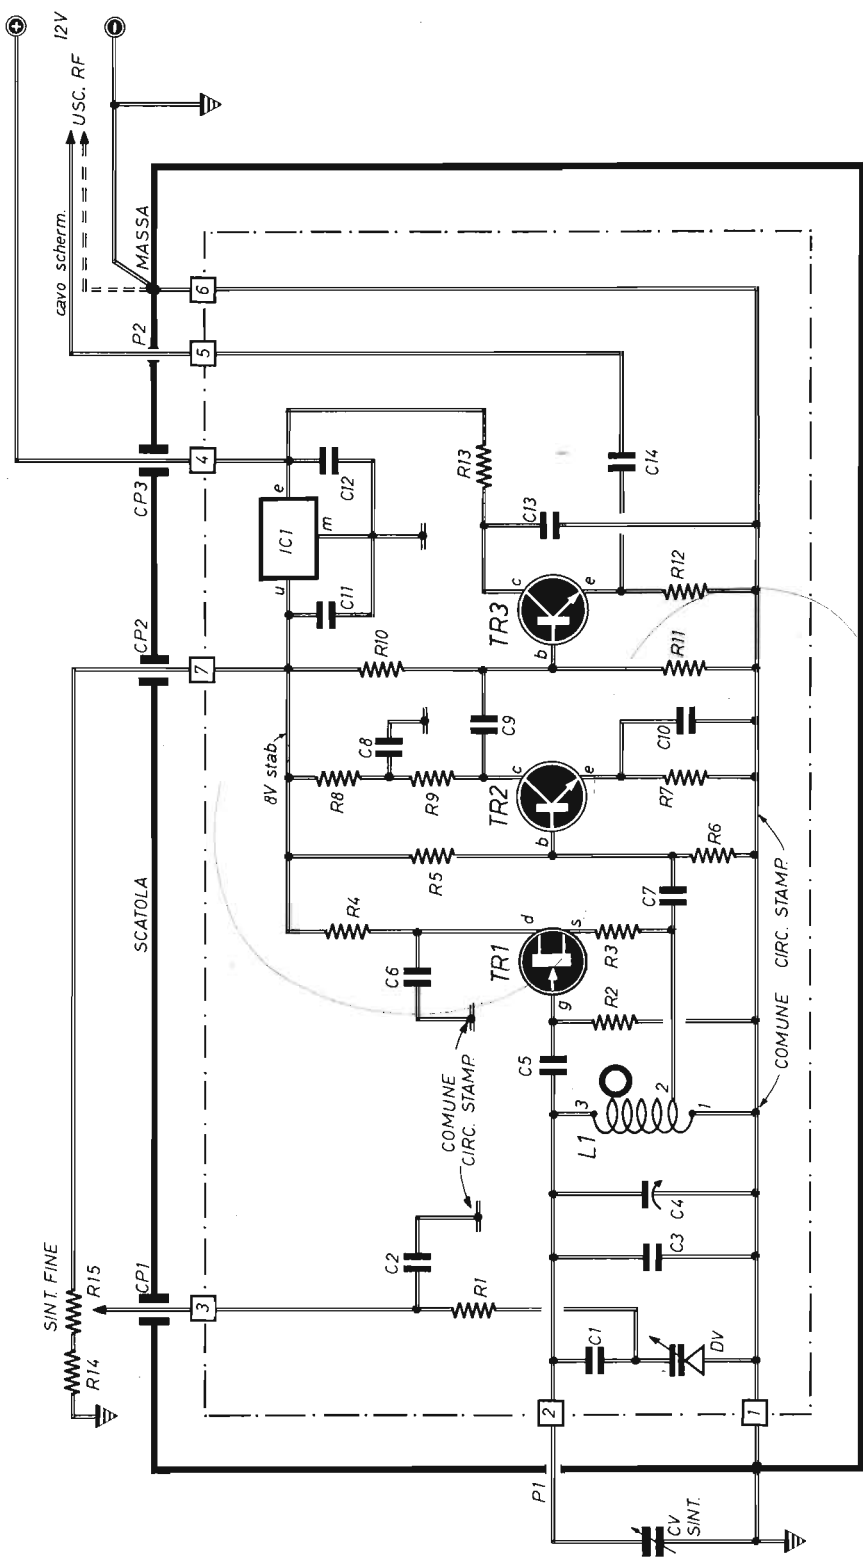 SINT. FINE
R14
R15
CP1
SCATOLA
CP2
CP3
P2
MASSA
cavo scherm.
USC. RF
12V
+
-
3
7
4
5
6
8V stab.
u
IC1
e
m
C11
C12
R4
R5
R8
C8
R9
R10
C9
R13
C13
C14
C2
COMUNE
CIRC. STAMP.
C6
R1
C5
TR1
g
d
s
TR2
b
c
e
TR3
b
c
e
P1
2
C1
DV
C3
C4
L1
3
2
1
R2
R3
C7
R6
R7
C10
R11
R12
CV
SINT.
1
COMUNE CIRC. STAMP.